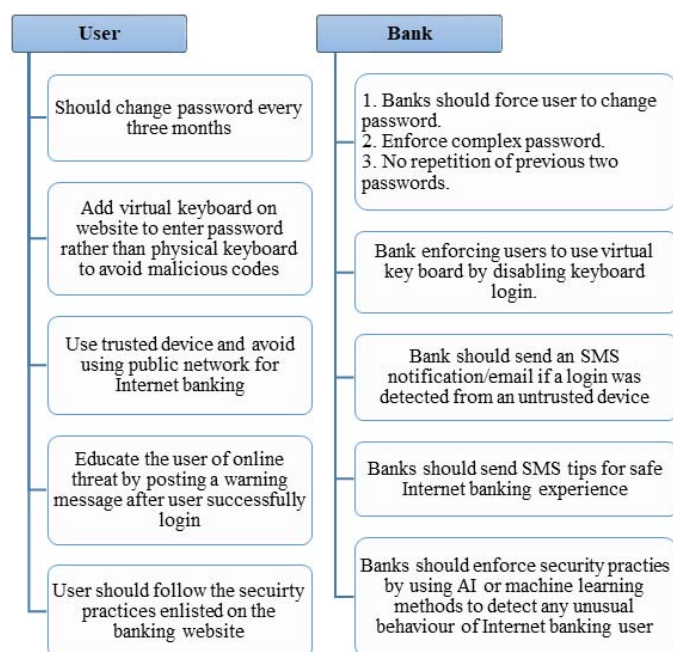 User
Should change password every
three months
Add virtual keyboard on
website to enter password
rather than physical keyboard
to avoid malicious codes
Use trusted device and avoid
using public network for
Internet banking
Educate the user of online
threat by posting a warning
message after user successfully
login
User should follow the secuirty
practices enlisted on the
banking website
Bank
1. Banks should force user to change
password.
2. Enforce complex password.
3. No repetition of previous two
passwords.
Bank enforcing users to use virtual
key board by disabling keyboard
login.
Bank should send an SMS
notification/email if a login was
detected from an untrusted device
Banks should send SMS tips for safe
Internet banking experience
Banks should enforce security practies
by using AI or machine learning
methods to detect any unusual
behaviour of Internet banking user